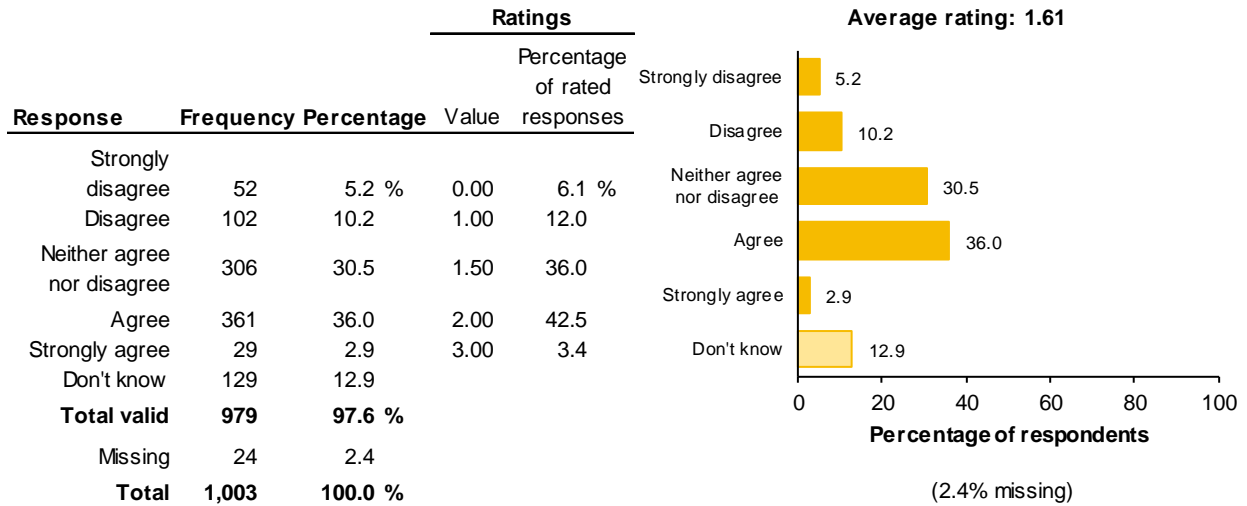 Ratings
Response Frequency Percentage Value Percentage of rated responses
Strongly disagree 52 5.2 % 0.00 6.1 %
Disagree 102 10.2 1.00 12.0
Neither agree nor disagree 306 30.5 1.50 36.0
Agree 361 36.0 2.00 42.5
Strongly agree 29 2.9 3.00 3.4
Don't know 129 12.9
Total valid 979 97.6 %
Missing 24 2.4
Total 1,003 100.0 %
Average rating: 1.61
Strongly disagree 5.2
Disagree 10.2
Neither agree
nor disagree 30.5
Agree 36.0
Strongly agree 2.9
Don't know 12.9
0 20 40 60 80 100
Percentage of respondents
(2.4% missing)